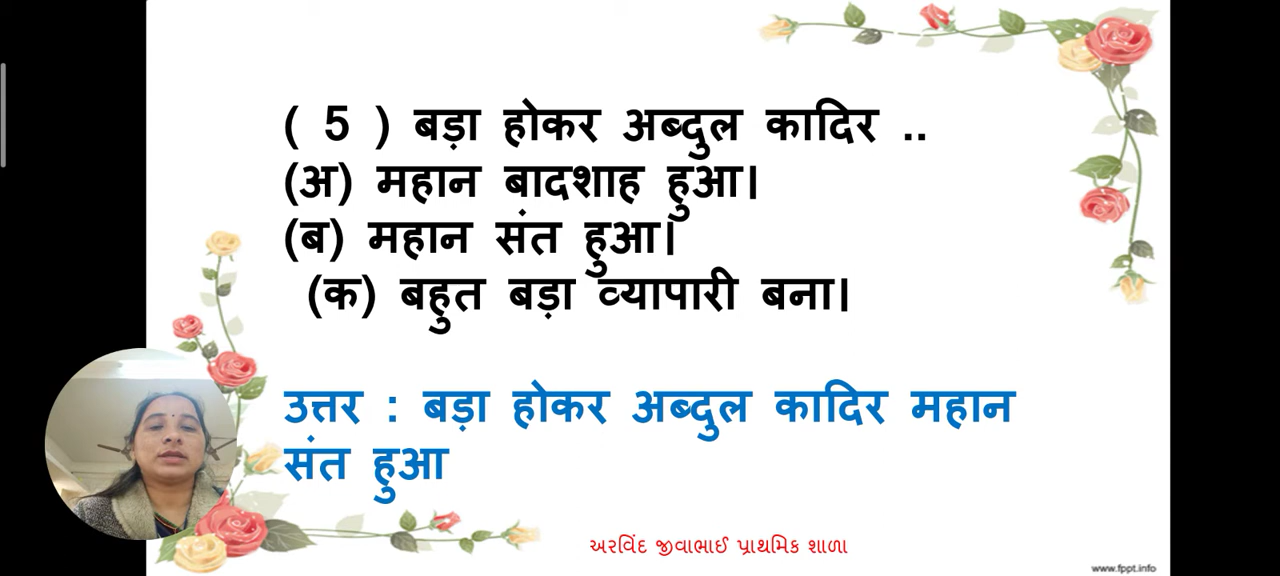 ( 5 ) बड़ा होकर अब्दुल कादिर ..
(अ) महान बादशाह हुआ।
(ब) महान संत हुआ।
(क) बहुत बड़ा व्यापारी बना।
उत्तर : बड़ा होकर अब्दुल कादिर महान
संत हुआ
અરવિંદ જીવાભાઈ પ્રાથમિક શાળા
www.fppt.info